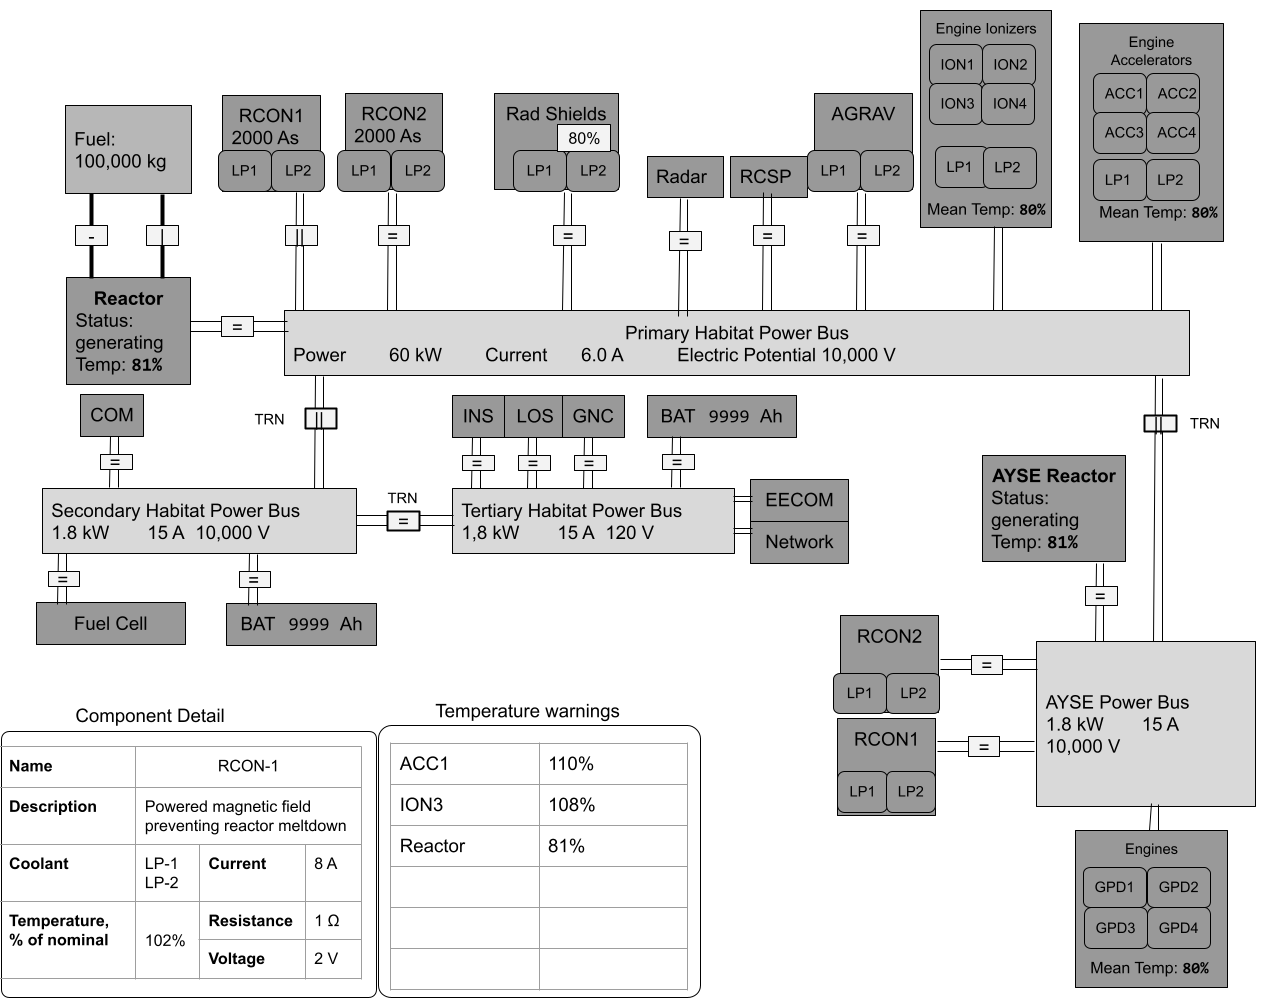 Fuel:
100,000 kg
-
|
Reactor
Status:
generating
Temp: 81%
=
RCON1
2000 As
LP1 LP2
||
RCON2
2000 As
LP1 LP2
=
Rad Shields
80%
LP1 LP2
=
Radar
=
RCSP
=
AGRAV
LP1 LP2
=
Engine Ionizers
ION1 ION2
ION3 ION4
LP1 LP2
Mean Temp: 80%
Engine
Accelerators
ACC1 ACC2
ACC3 ACC4
LP1 LP2
Mean Temp: 80%
Primary Habitat Power Bus
Power 60 kW Current 6.0 A Electric Potential 10,000 V
TRN ||
|| TRN
COM
=
INS LOS GNC
= = =
BAT 9999 Ah
=
Secondary Habitat Power Bus
1.8 kW 15 A 10,000 V
TRN
=
Tertiary Habitat Power Bus
1,8 kW 15 A 120 V
EECOM
Network
=
Fuel Cell
=
BAT 9999 Ah
AYSE Reactor
Status:
generating
Temp: 81%
=
RCON2
LP1 LP2
=
RCON1
LP1 LP2
=
AYSE Power Bus
1.8 kW 15 A
10,000 V
Engines
GPD1 GPD2
GPD3 GPD4
Mean Temp: 80%
Component Detail
Name RCON-1
Description Powered magnetic field
preventing reactor meltdown
Coolant LP-1
LP-2
Current 8 A
Temperature,
% of nominal
102%
Resistance 1 Ω
Voltage 2 V
Temperature warnings
ACC1 110%
ION3 108%
Reactor 81%